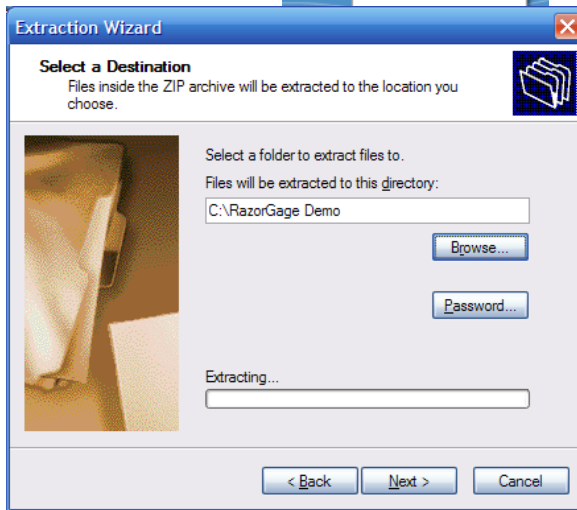 Extraction Wizard
Select a Destination
Files inside the ZIP archive will be extracted to the location you
choose.
Select a folder to extract files to.
Files will be extracted to this directory:
C:\RazorGage Demo
Browse...
Password...
Extracting...
< Back Next > Cancel